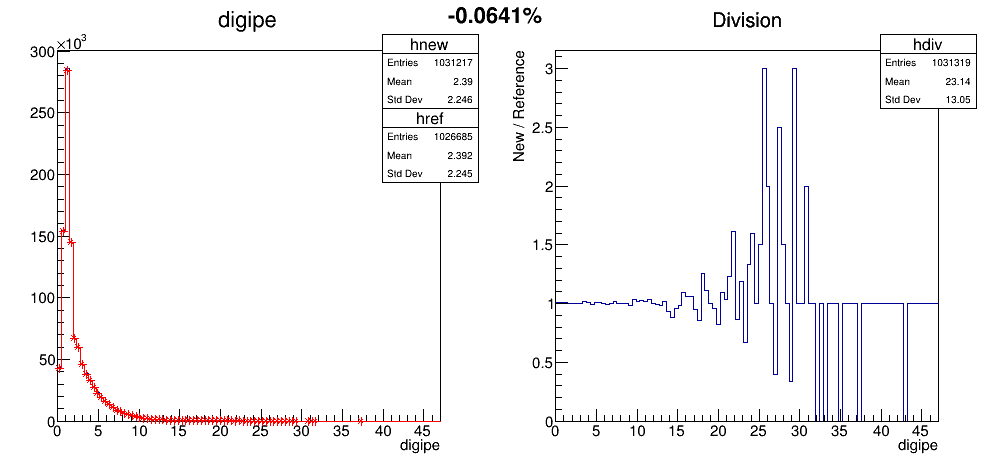 digipe
-0.0641%
Division
×10³
hnew
Entries 1031217
Mean 2.39
Std Dev 2.246
href
Entries 1026685
Mean 2.392
Std Dev 2.245
300
250
200
150
100
50
0
0 5 10 15 20 25 30 35 40 45
digipe
hdiv
Entries 1031319
Mean 23.14
Std Dev 13.05
New / Reference
3
2.5
2
1.5
1
0.5
0
0 5 10 15 20 25 30 35 40 45
digipe